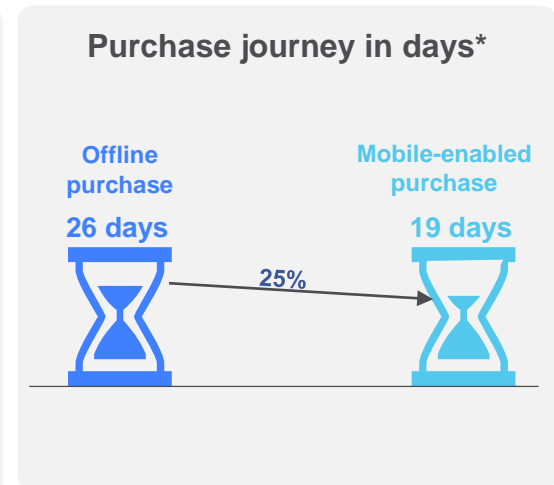 Purchase journey in days*
Offline
purchase
26 days
Mobile-enabled
purchase
19 days
25%